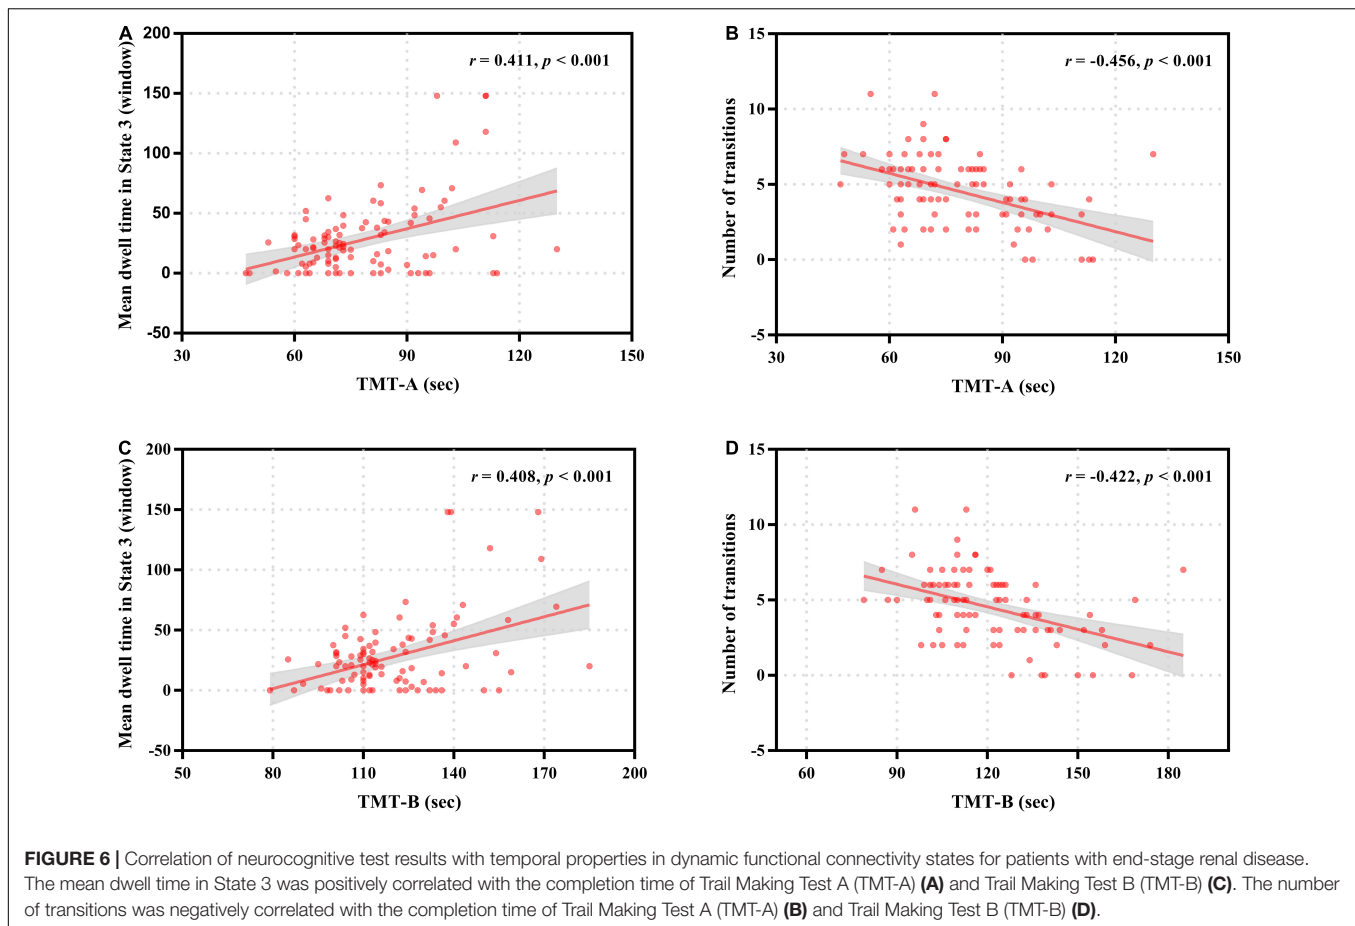 A
200
150
100
50
0
-50
Mean dwell time in State 3 (window)
r = 0.411, p < 0.001
30 60 90 120 150
TMT-A (sec)
B
15
10
5
0
-5
Number of transitions
r = -0.456, p < 0.001
30 60 90 120 150
TMT-A (sec)
C
200
150
100
50
0
-50
Mean dwell time in State 3 (window)
r = 0.408, p < 0.001
50 80 110 140 170 200
TMT-B (sec)
D
15
10
5
0
-5
Number of transitions
r = -0.422, p < 0.001
60 90 120 150 180
TMT-B (sec)
FIGURE 6 | Correlation of neurocognitive test results with temporal properties in dynamic functional connectivity states for patients with end-stage renal disease.
The mean dwell time in State 3 was positively correlated with the completion time of Trail Making Test A (TMT-A) (A) and Trail Making Test B (TMT-B) (C). The number
of transitions was negatively correlated with the completion time of Trail Making Test A (TMT-A) (B) and Trail Making Test B (TMT-B) (D).